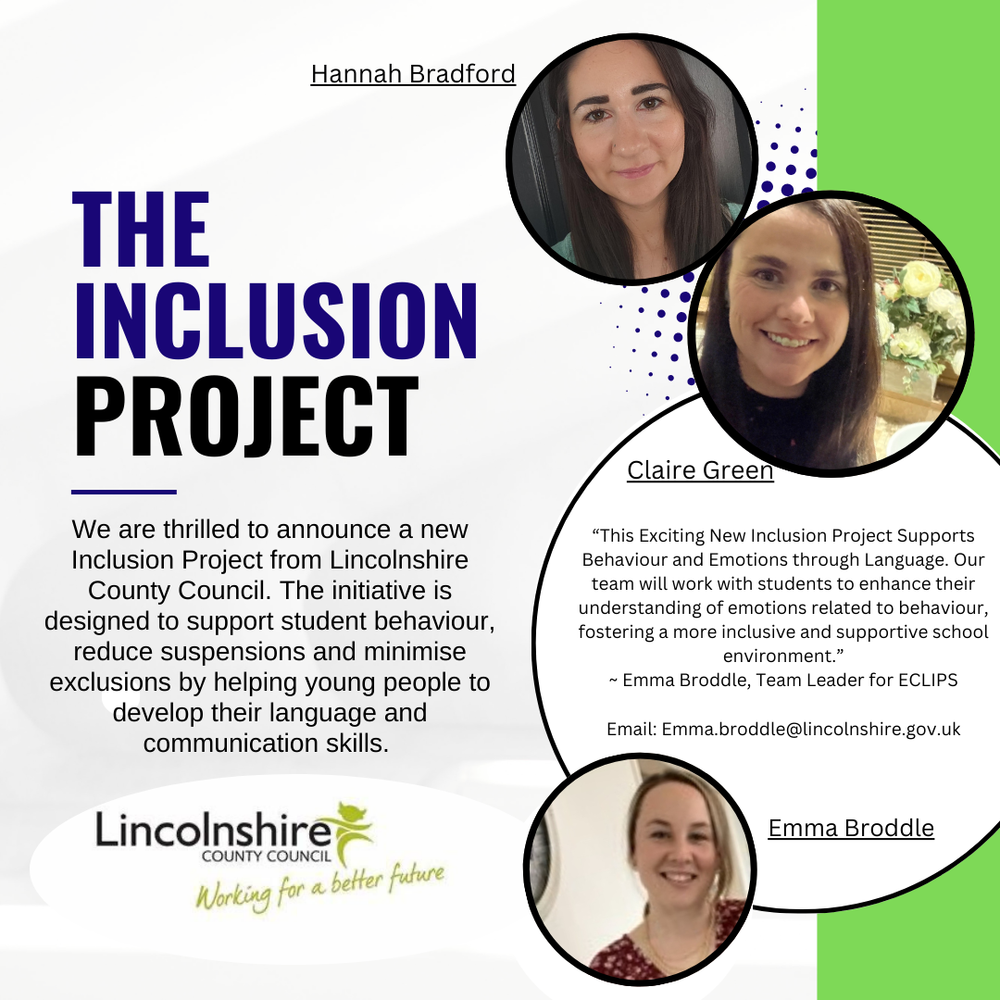 Hannah Bradford
THE
INCLUSION
PROJECT
We are thrilled to announce a new
Inclusion Project from Lincolnshire
County Council. The initiative is
designed to support student behaviour,
reduce suspensions and minimise
exclusions by helping young people to
develop their language and
communication skills.
Claire Green
“This Exciting New Inclusion Project Supports
Behaviour and Emotions through Language. Our
team will work with students to enhance their
understanding of emotions related to behaviour,
fostering a more inclusive and supportive school
environment.”
~ Emma Broddle, Team Leader for ECLIPS
Email: Emma.broddle@lincolnshire.gov.uk
Emma Broddle
Lincolnshire
COUNTY COUNCIL
Working for a better future